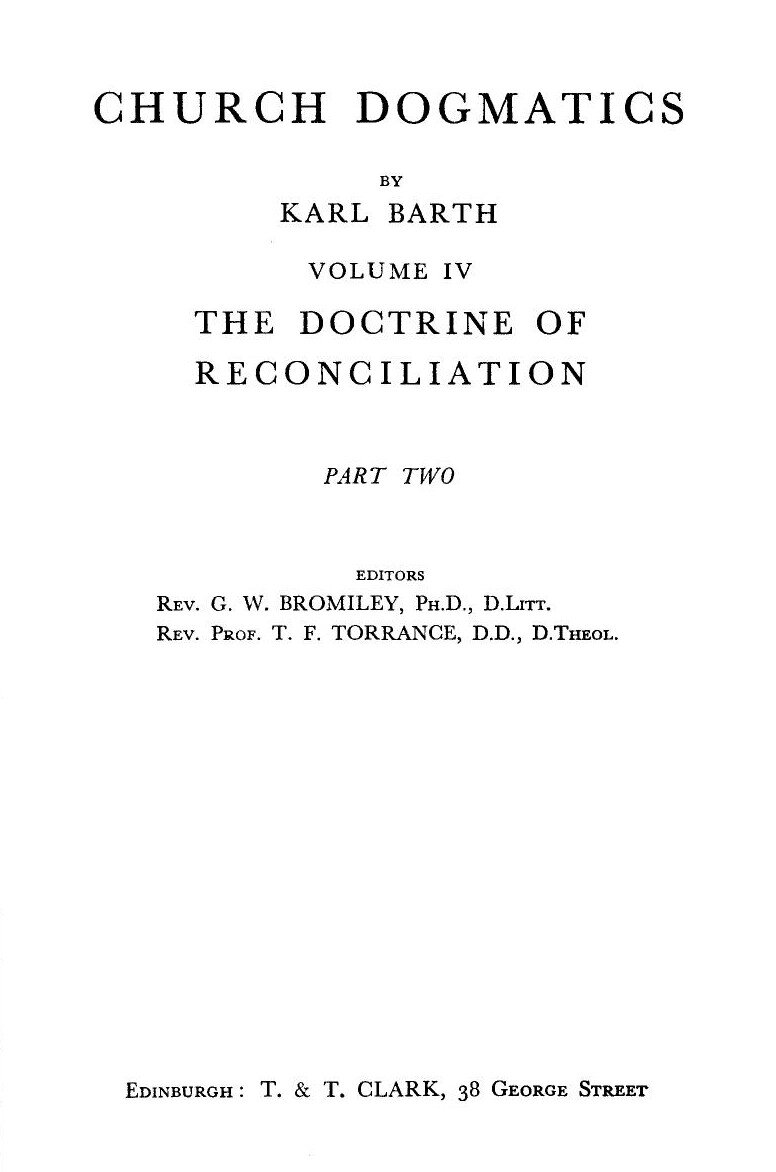 CHURCH DOGMATICS
BY
KARL BARTH
VOLUME IV
THE DOCTRINE OF
RECONCILIATION
PART TWO
EDITORS
REV. G. W. BROMILEY, PH.D., D.LITT.
REV. PROF. T. F. TORRANCE, D.D., D.THEOL.
EDINBURGH: T. & T. CLARK, 38 GEORGE STREET